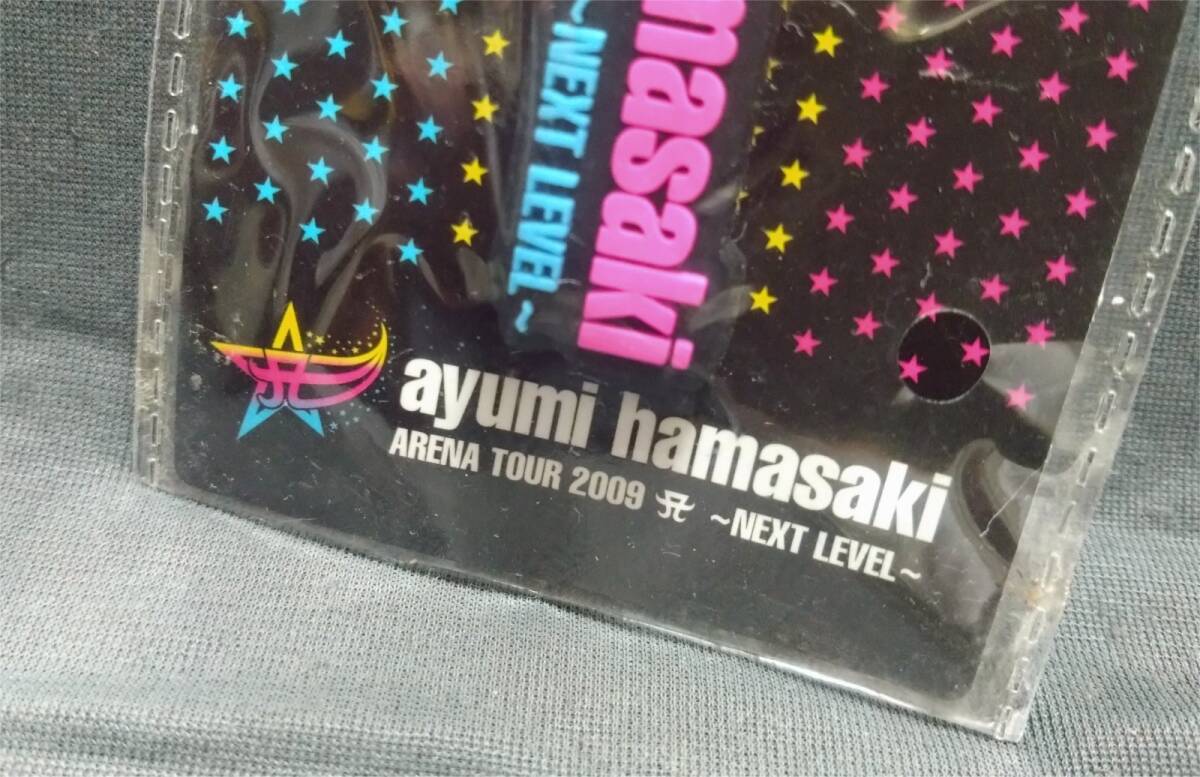 ~NEXT LEVEL~
masaki
ayumi hamasaki
ARENA TOUR 2009 A ~NEXT LEVEL~